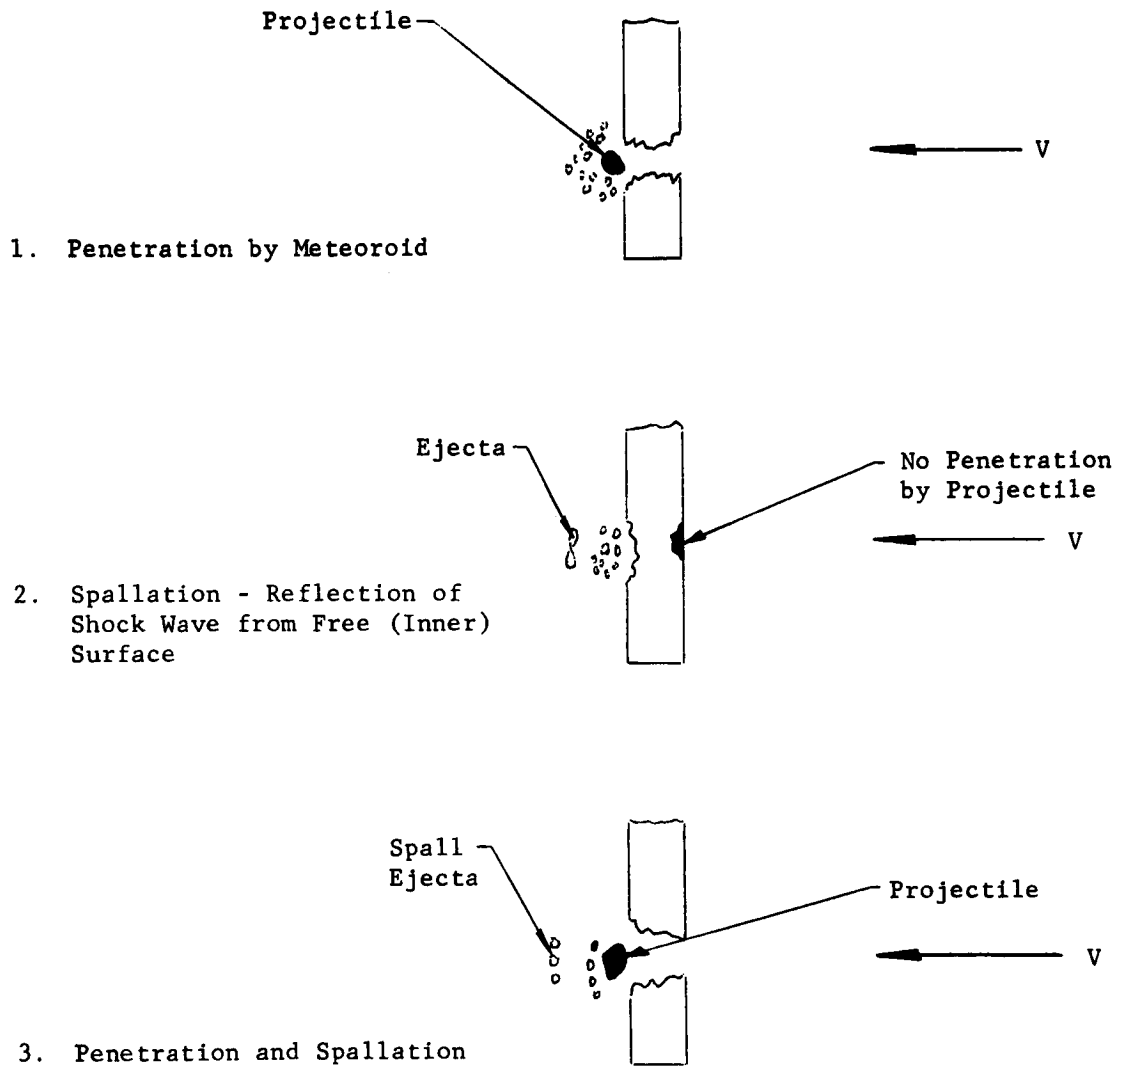 Projectile
V
1. Penetration by Meteoroid
Ejecta
No Penetration
by Projectile
V
2. Spallation - Reflection of
Shock Wave from Free (Inner)
Surface
Spall
Ejecta
Projectile
V
3. Penetration and Spallation